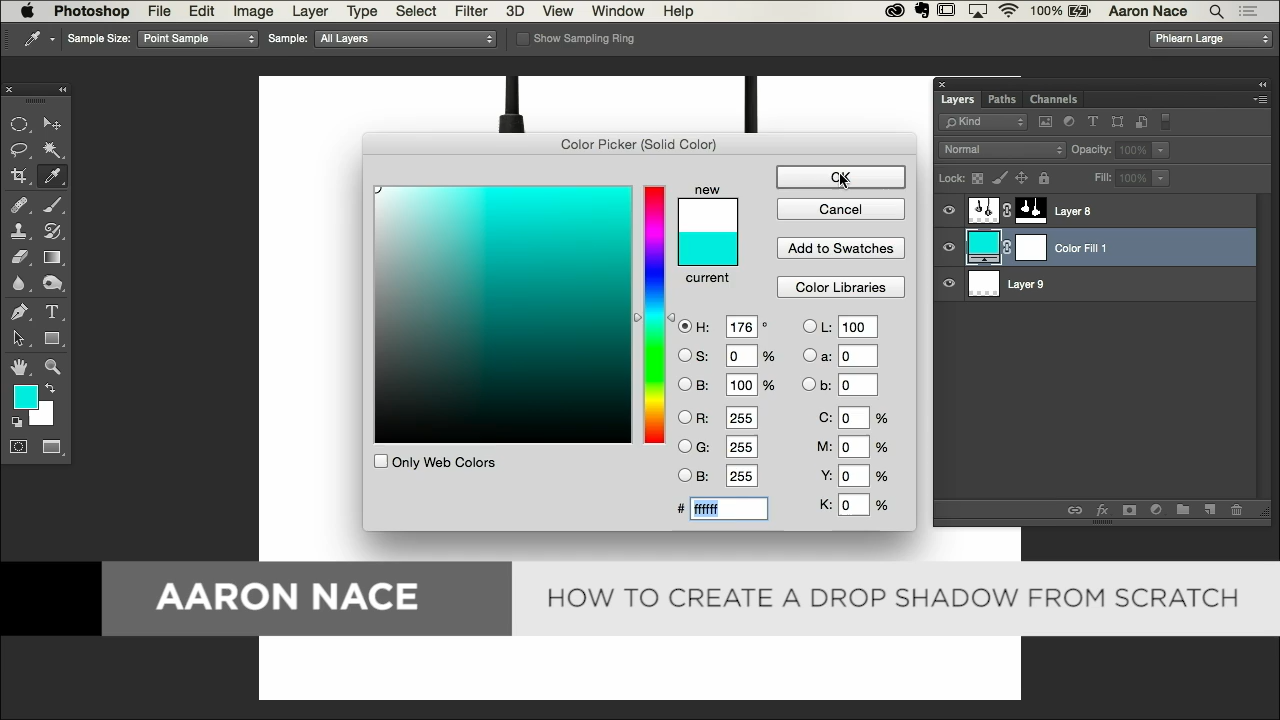 Photoshop File Edit Image Layer Type Select Filter 3D View Window Help 100% Aaron Nace
Sample Size: Point Sample Sample: All Layers Show Sampling Ring Phlearn Large
Layers Paths Channels
Kind
Normal Opacity: 100%
Lock: Fill: 100%
Layer 8
Color Fill 1
Layer 9
fx
T
Color Picker (Solid Color)
new
current
OK
Cancel
Add to Swatches
Color Libraries
H: 176 ° L: 100
S: 0 % a: 0
B: 100 % b: 0
R: 255 C: 0 %
G: 255 M: 0 %
B: 255 Y: 0 %
# ffffff K: 0 %
Only Web Colors
AARON NACE
HOW TO CREATE A DROP SHADOW FROM SCRATCH